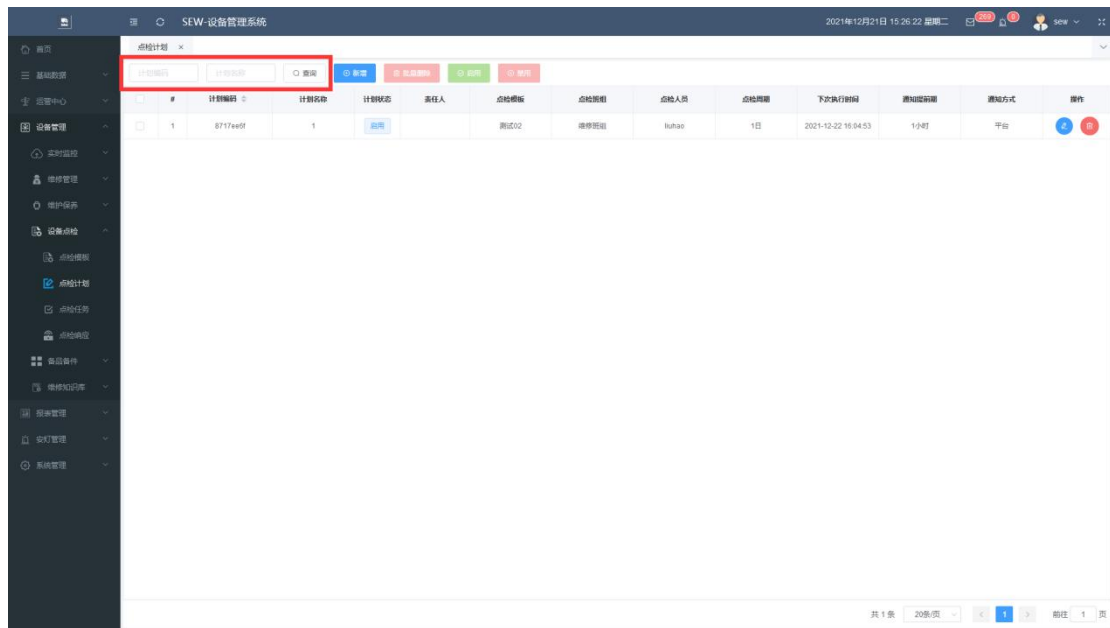 SEW-设备管理系统
2021年12月21日 15:26:22 星期二
269
0
sew
首页
基础数据
运营中心
设备管理
实时监控
维修管理
维护保养
设备点检
点检模板
点检计划
点检任务
点检响应
备品备件
维修知识库
报表管理
安灯管理
系统管理
点检计划 ×
计划编码 计划名称 查询 新增 批量删除 启用 禁用
# 计划编码 计划名称 计划状态 责任人 点检模板 点检班组 点检人员 点检周期 下次执行时间 通知提前期 通知方式 操作
1 8717ee6f 1 启用 测试02 维修班组 liuhao 1日 2021-12-22 16:04:53 1小时 平台
共 1 条 20条/页 1 前往 1 页